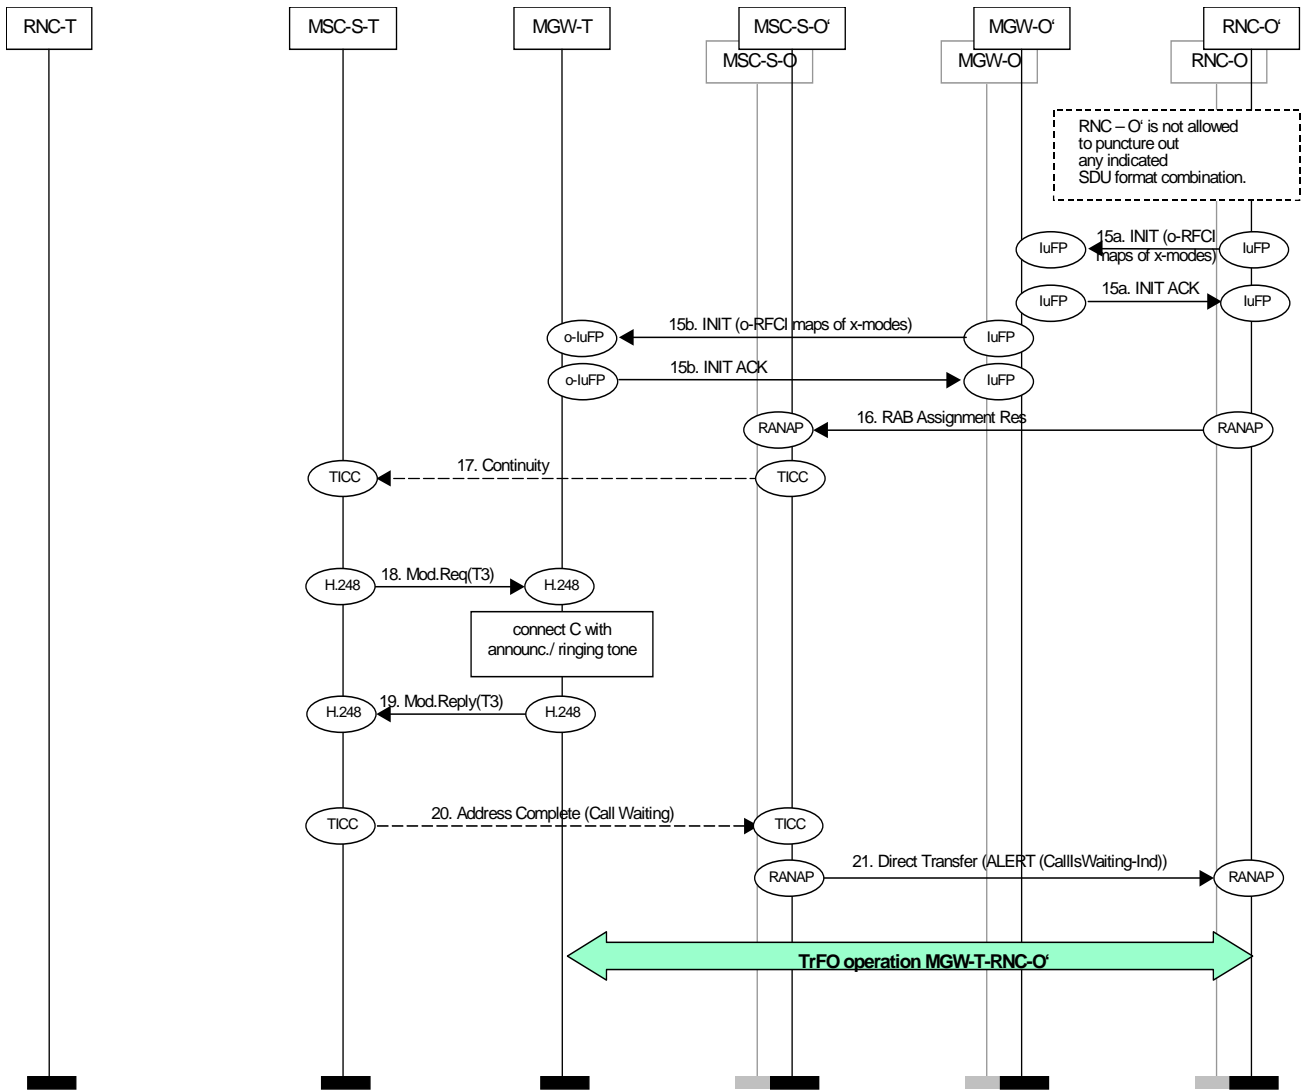 RNC-T
MSC-S-T
MGW-T
MSC-S-O‘
MGW-O‘
RNC-O‘
MSC-S-O
MGW-O
RNC-O
RNC – O‘ is not allowed
to puncture out
any indicated
SDU format combination.
IuFP
15a. INIT (o-RFCI
maps of x-modes)
IuFP
IuFP
15a. INIT ACK
IuFP
o-IuFP
15b. INIT (o-RFCI maps of x-modes)
IuFP
o-IuFP
15b. INIT ACK
IuFP
RANAP
16. RAB Assignment Res
RANAP
TICC
17. Continuity
TICC
H.248
18. Mod.Req(T3)
H.248
connect C with
announc./ ringing tone
H.248
19. Mod.Reply(T3)
H.248
TICC
20. Address Complete (Call Waiting)
TICC
RANAP
21. Direct Transfer (ALERT (CallIsWaiting-Ind))
RANAP
TrFO operation MGW-T-RNC-O‘